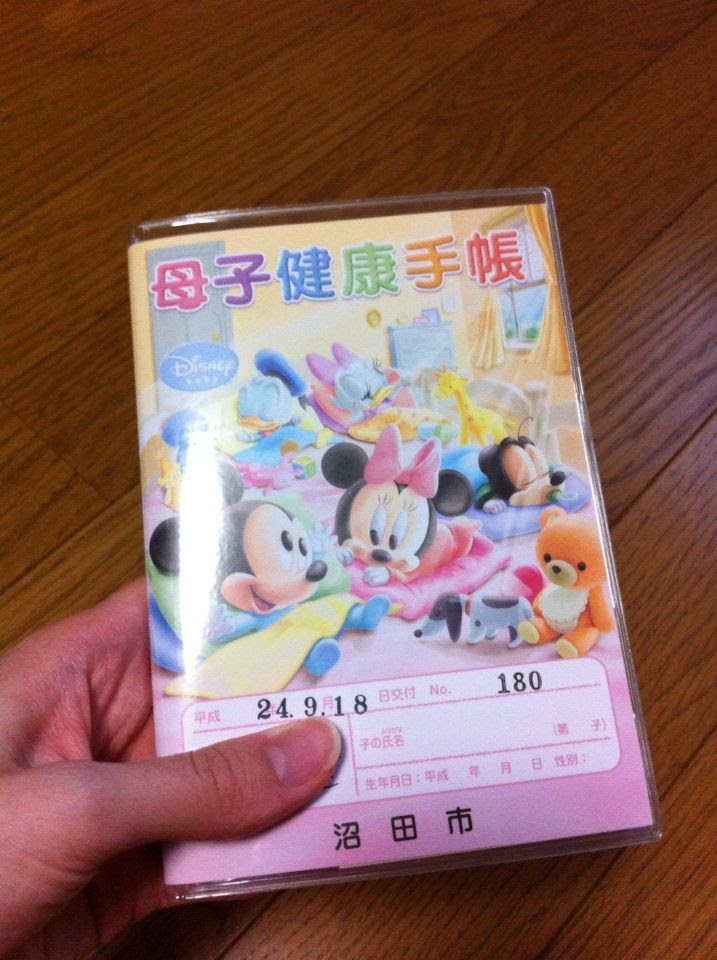 母子健康手帳
Disney
baby
平成 24.9.18 月 日交付 No. 180
ふりがな
子の氏名 (第 子)
生年月日：平成 年 月 日 性別：
沼田市